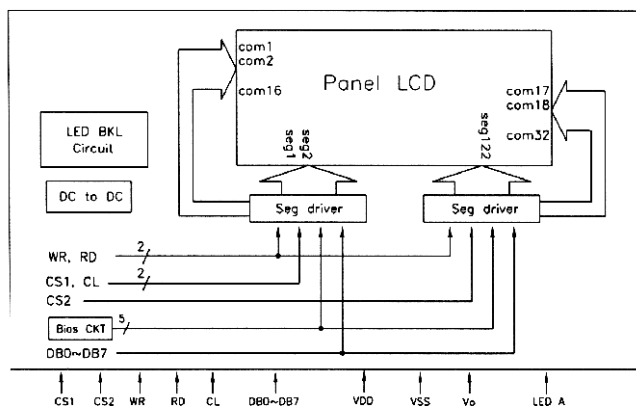 com1
com2
com16
Panel LCD
com17
com18
com32
seg1
seg2
seg122
LED BKL
Circuit
DC to DC
Seg driver
Seg driver
WR, RD
2
CS1, CL
2
CS2
Bias CKT
5
DB0~DB7
CS1
CS2
WR
RD
CL
DB0~DB7
VDD
VSS
Vo
LED A